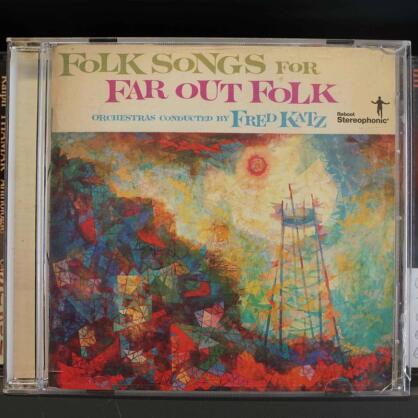 FOLK SONGS FOR
FAR OUT FOLK
ORCHESTRAS CONDUCTED BY FRED KATZ
Reboot
Stereophonic